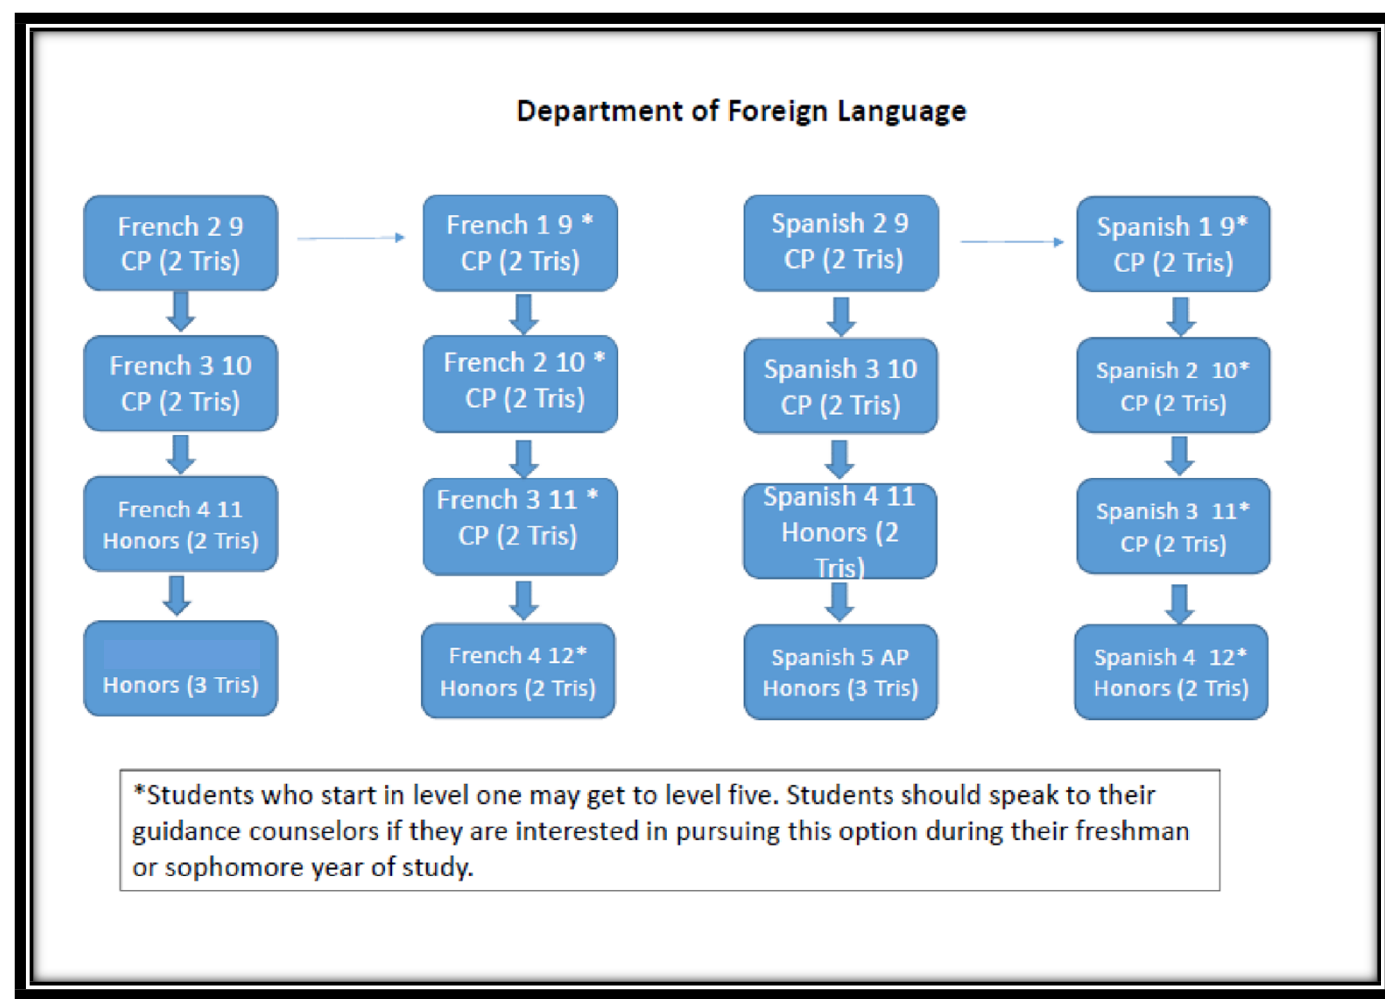 Department of Foreign Language
French 2 9
CP (2 Tris)
French 3 10
CP (2 Tris)
French 4 11
Honors (2 Tris)
Honors (3 Tris)
French 1 9 *
CP (2 Tris)
French 2 10 *
CP (2 Tris)
French 3 11 *
CP (2 Tris)
French 4 12*
Honors (2 Tris)
Spanish 2 9
CP (2 Tris)
Spanish 3 10
CP (2 Tris)
Spanish 4 11
Honors (2
Tris)
Spanish 5 AP
Honors (3 Tris)
Spanish 1 9*
CP (2 Tris)
Spanish 2  10*
CP (2 Tris)
Spanish 3  11*
CP (2 Tris)
Spanish 4  12*
Honors (2 Tris)
*Students who start in level one may get to level five. Students should speak to their
guidance counselors if they are interested in pursuing this option during their freshman
or sophomore year of study.